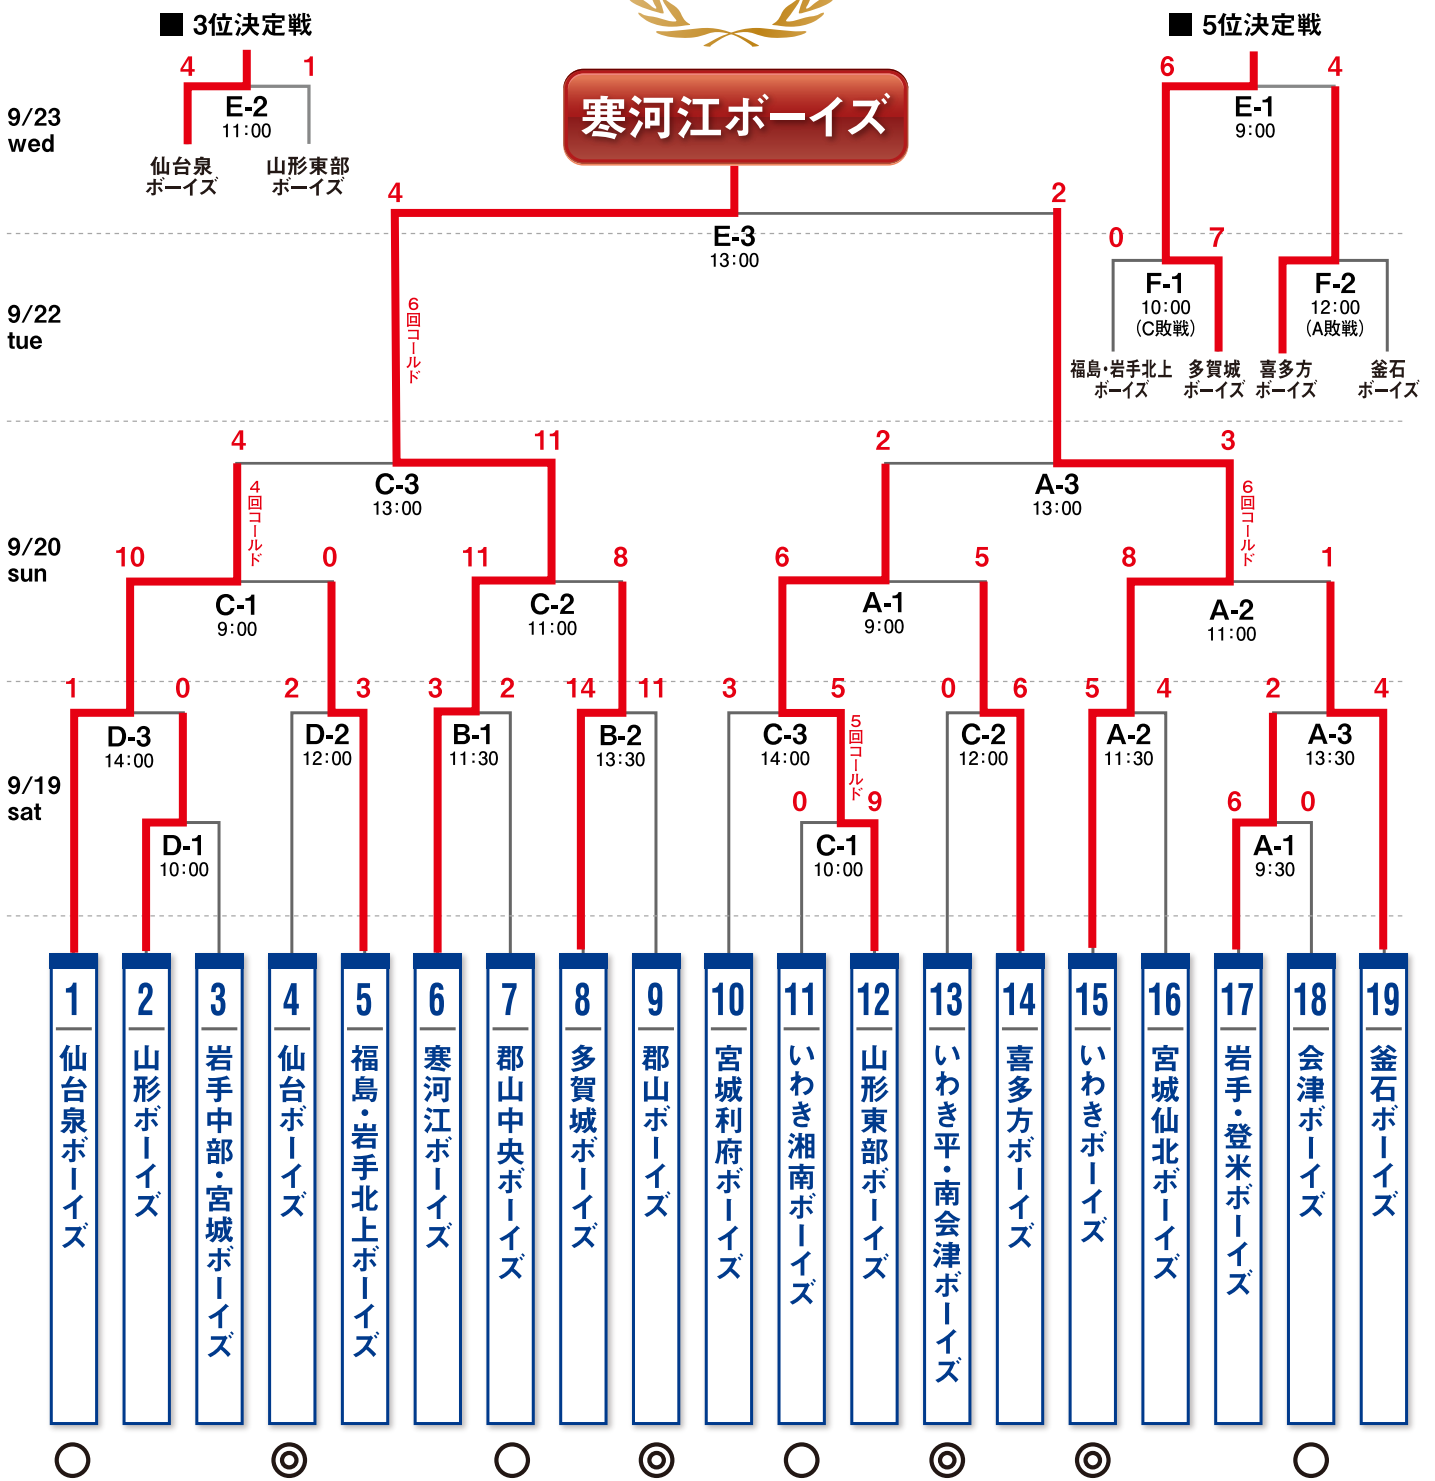 ■ 3位決定戦
■ 5位決定戦
4
1
6
4
9/23
wed
E-2
11:00
寒河江ボーイズ
E-1
9:00
仙台泉
ボーイズ
山形東部
ボーイズ
4
2
E-3
13:00
0
7
9/22
tue
6回コールド
F-1
10:00
(C敗戦)
F-2
12:00
(A敗戦)
福島・岩手北上
ボーイズ
多賀城
ボーイズ
喜多方
ボーイズ
釜石
ボーイズ
4
11
2
3
C-3
13:00
A-3
13:00
4回コールド
6回コールド
9/20
sun
10
0
11
8
6
5
8
1
C-1
9:00
C-2
11:00
A-1
9:00
A-2
11:00
1
0
2
3
3
2
14
11
3
5
0
6
5
4
2
4
D-3
14:00
D-2
12:00
B-1
11:30
B-2
13:30
C-3
14:00
5回コールド
C-2
12:00
A-2
11:30
A-3
13:30
9/19
sat
0
9
6
0
D-1
10:00
C-1
10:00
A-1
9:30
1
仙台泉ボーイズ
2
山形ボーイズ
3
岩手中部・宮城ボーイズ
4
仙台ボーイズ
5
福島・岩手北上ボーイズ
6
寒河江ボーイズ
7
郡山中央ボーイズ
8
多賀城ボーイズ
9
郡山ボーイズ
10
宮城利府ボーイズ
11
いわき湘南ボーイズ
12
山形東部ボーイズ
13
いわき平・南会津ボーイズ
14
喜多方ボーイズ
15
いわきボーイズ
16
宮城仙北ボーイズ
17
岩手・登米ボーイズ
18
会津ボーイズ
19
釜石ボーイズ
○ ◎ ○ ◎ ○ ◎ ◎ ○